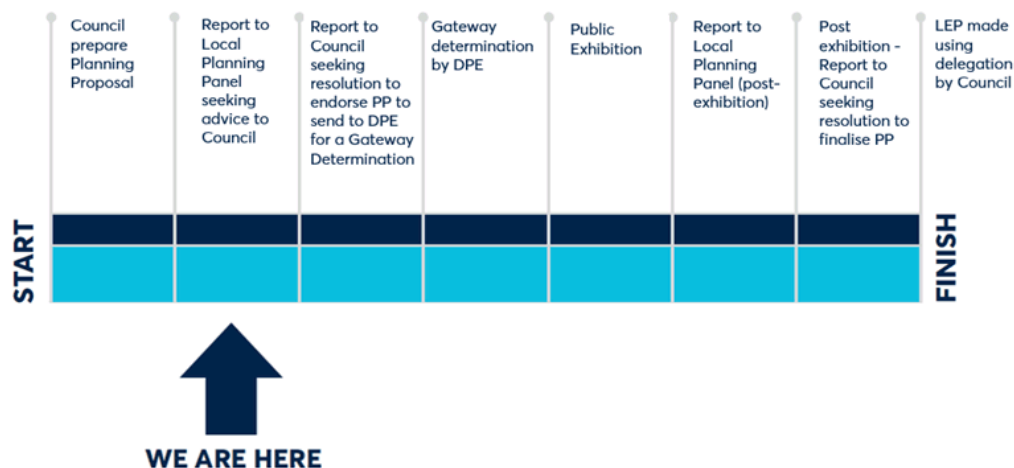 Council
prepare
Planning
Proposal
Report to
Local
Planning
Panel
seeking
advice to
Council
Report to
Council
seeking
resolution to
endorse PP to
send to DPE
for a Gateway
Determination
Gateway
determination
by DPE
Public
Exhibition
Report to
Local
Planning
Panel (post-
exhibition)
Post
exhibition -
Report to
Council
seeking
resolution to
finalise PP
LEP made
using
delegation
by Council
START
FINISH
WE ARE HERE